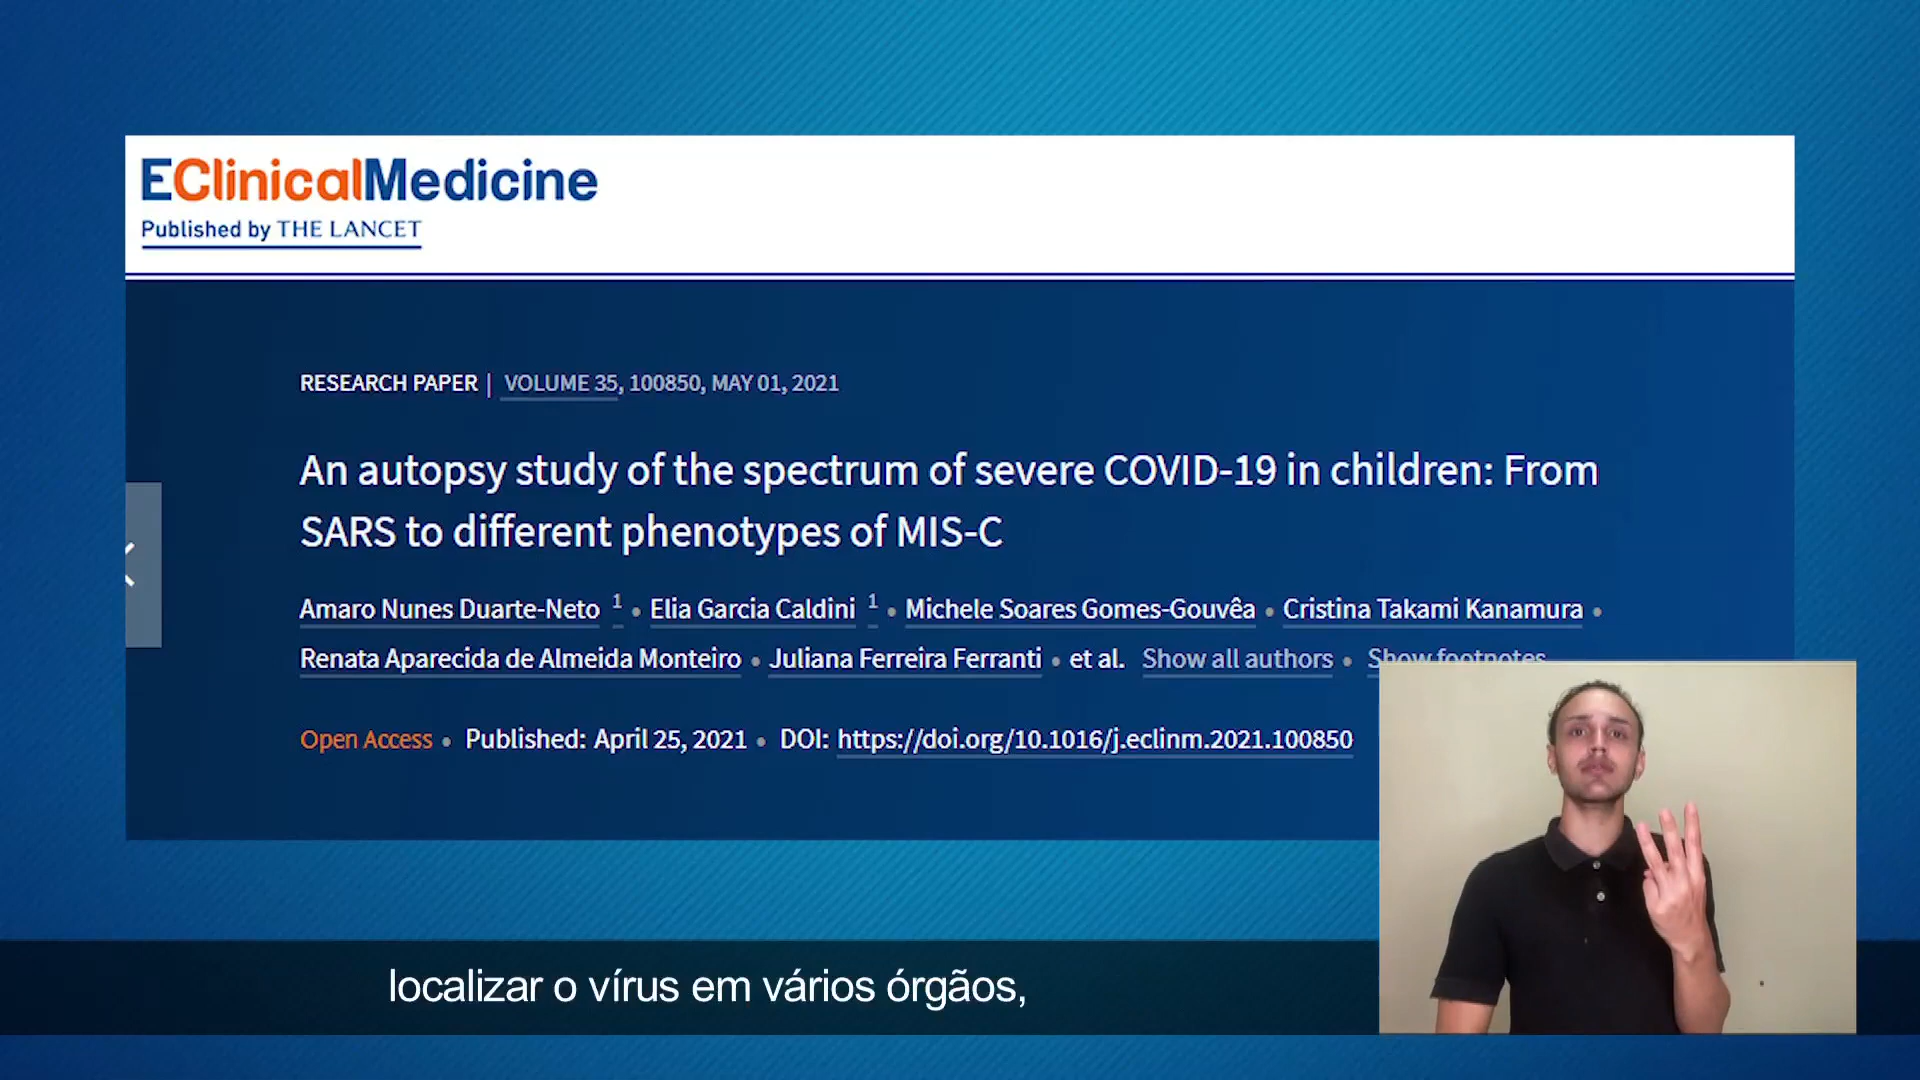 EClinicalMedicine
Published by THE LANCET
RESEARCH PAPER | VOLUME 35, 100850, MAY 01, 2021
An autopsy study of the spectrum of severe COVID-19 in children: From
SARS to different phenotypes of MIS-C
Amaro Nunes Duarte-Neto 1 • Elia Garcia Caldini 1 • Michele Soares Gomes-Gouvêa • Cristina Takami Kanamura •
Renata Aparecida de Almeida Monteiro • Juliana Ferreira Ferranti • et al. Show all authors • Show footnotes
Open Access • Published: April 25, 2021 • DOI: https://doi.org/10.1016/j.eclinm.2021.100850
localizar o vírus em vários órgãos,